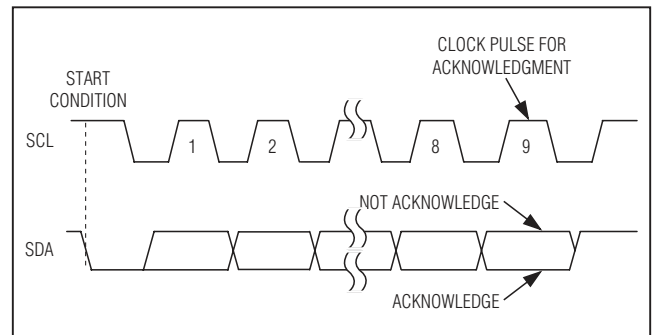 CLOCK PULSE FOR
ACKNOWLEDGMENT
START
CONDITION
SCL
1
2
8
9
NOT ACKNOWLEDGE
SDA
ACKNOWLEDGE